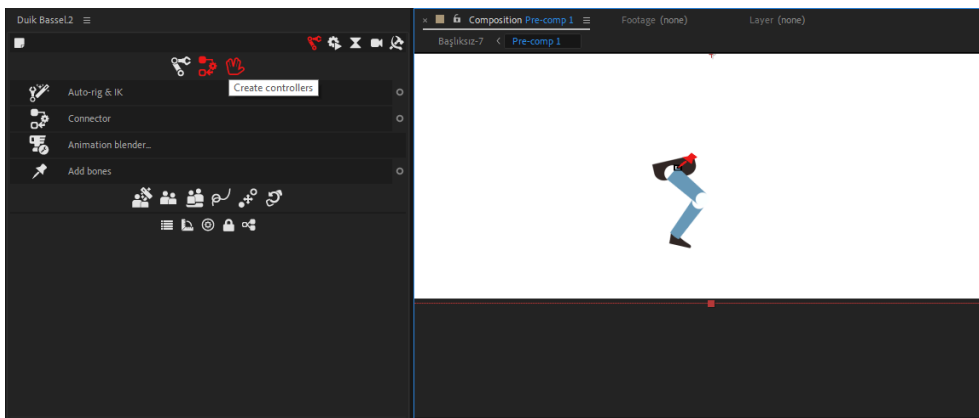 Duik Bassel.2
Composition Pre-comp 1
Footage (none)
Layer (none)
Başlıksız-7
Pre-comp 1
Create controllers
Auto-rig & IK
Connector
Animation blender...
Add bones